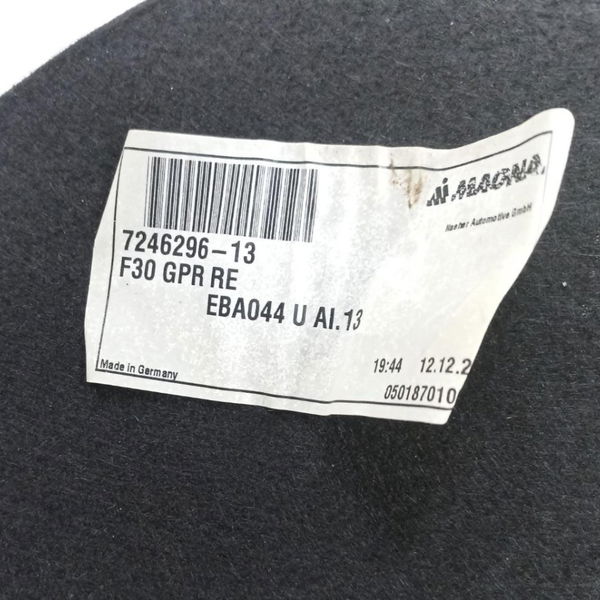 MAGNA
Naeher Automotive GmbH
7246296-13
F30 GPR RE
EBA044 U AI.13
Made in Germany
19:44 12.12.2
050187010